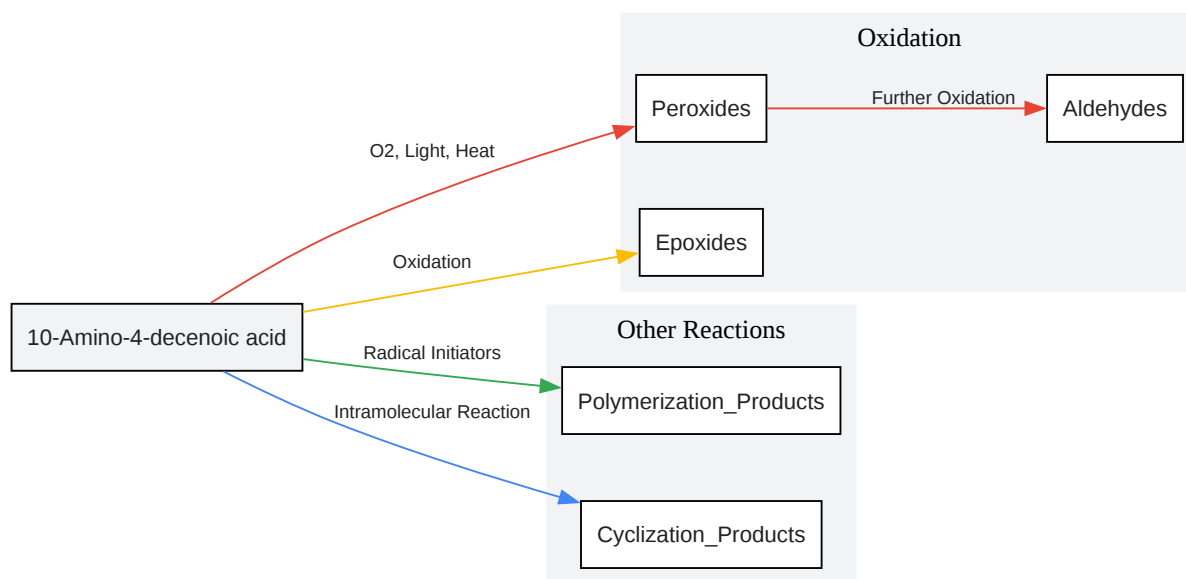 Oxidation
Peroxides
Further Oxidation
Aldehydes
O2, Light, Heat
Epoxides
Oxidation
10-Amino-4-decenoic acid
Other Reactions
Radical Initiators
Polymerization_Products
Intramolecular Reaction
Cyclization_Products